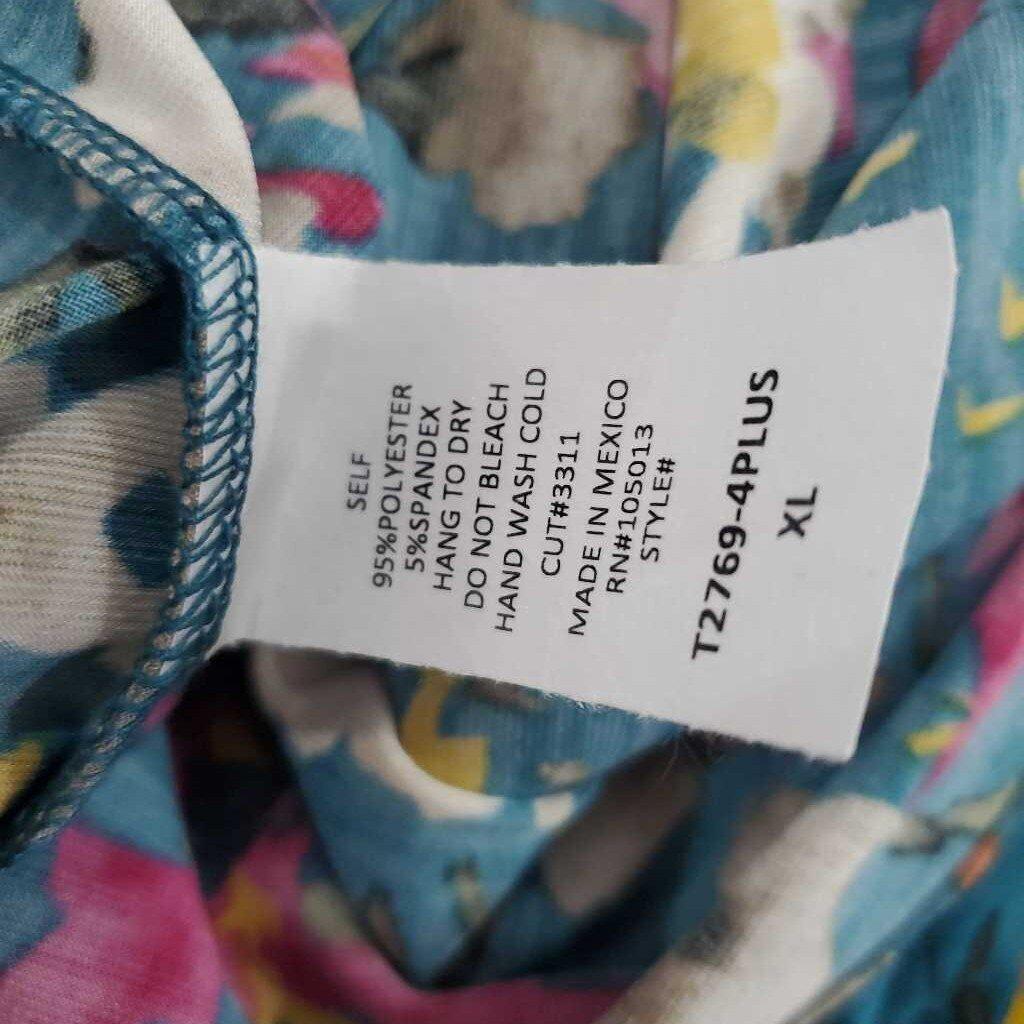 SELF
95%POLYESTER
5%SPANDEX
HANG TO DRY
DO NOT BLEACH
HAND WASH COLD
CUT#3311
MADE IN MEXICO
RN#105013
STYLE#
T2769-4PLUS
XL